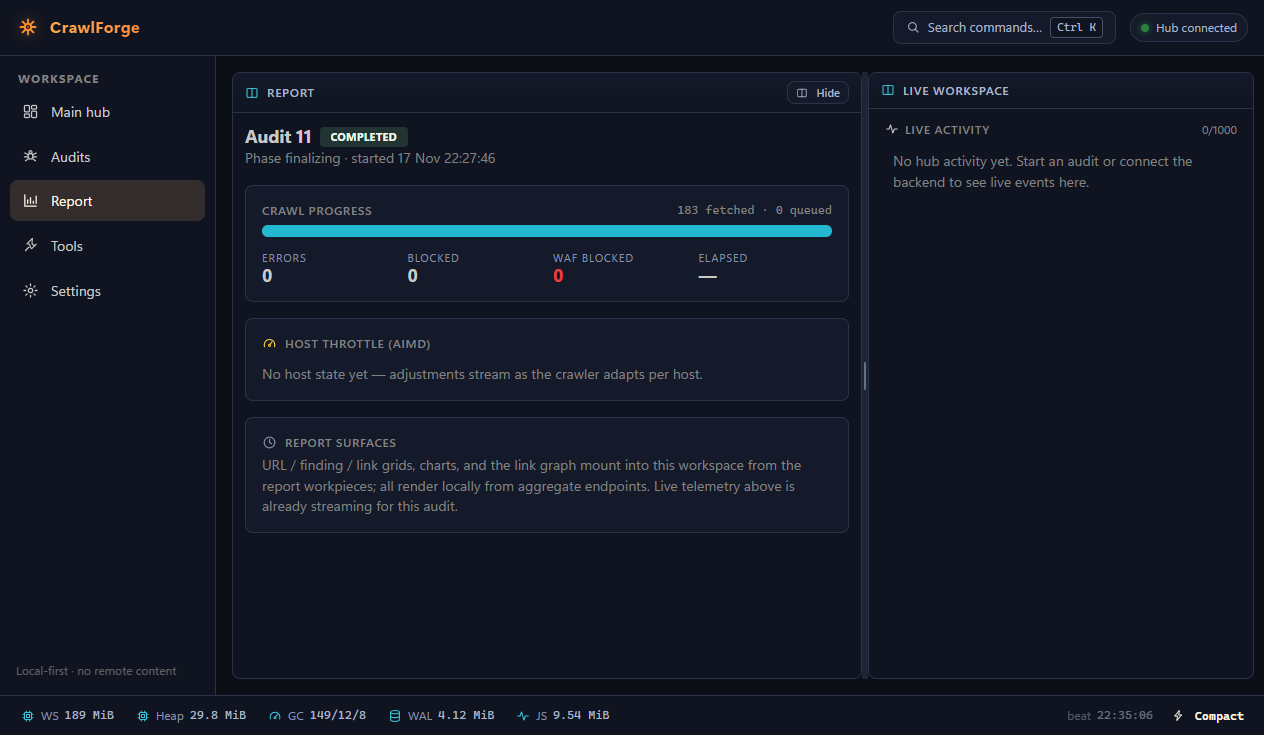 CrawlForge
Search commands... Ctrl K
Hub connected
WORKSPACE
Main hub
Audits
Report
Tools
Settings
Local-first · no remote content
REPORT
Hide
Audit 11 COMPLETED
Phase finalizing · started 17 Nov 22:27:46
CRAWL PROGRESS 183 fetched · 0 queued
ERRORS BLOCKED WAF BLOCKED ELAPSED
0 0 0 —
HOST THROTTLE (AIMD)
No host state yet — adjustments stream as the crawler adapts per host.
REPORT SURFACES
URL / finding / link grids, charts, and the link graph mount into this workspace from the
report workpieces; all render locally from aggregate endpoints. Live telemetry above is
already streaming for this audit.
LIVE WORKSPACE
LIVE ACTIVITY 0/1000
No hub activity yet. Start an audit or connect the
backend to see live events here.
WS 189 MiB Heap 29.8 MiB GC 149/12/8 WAL 4.12 MiB JS 9.54 MiB beat 22:35:06 Compact